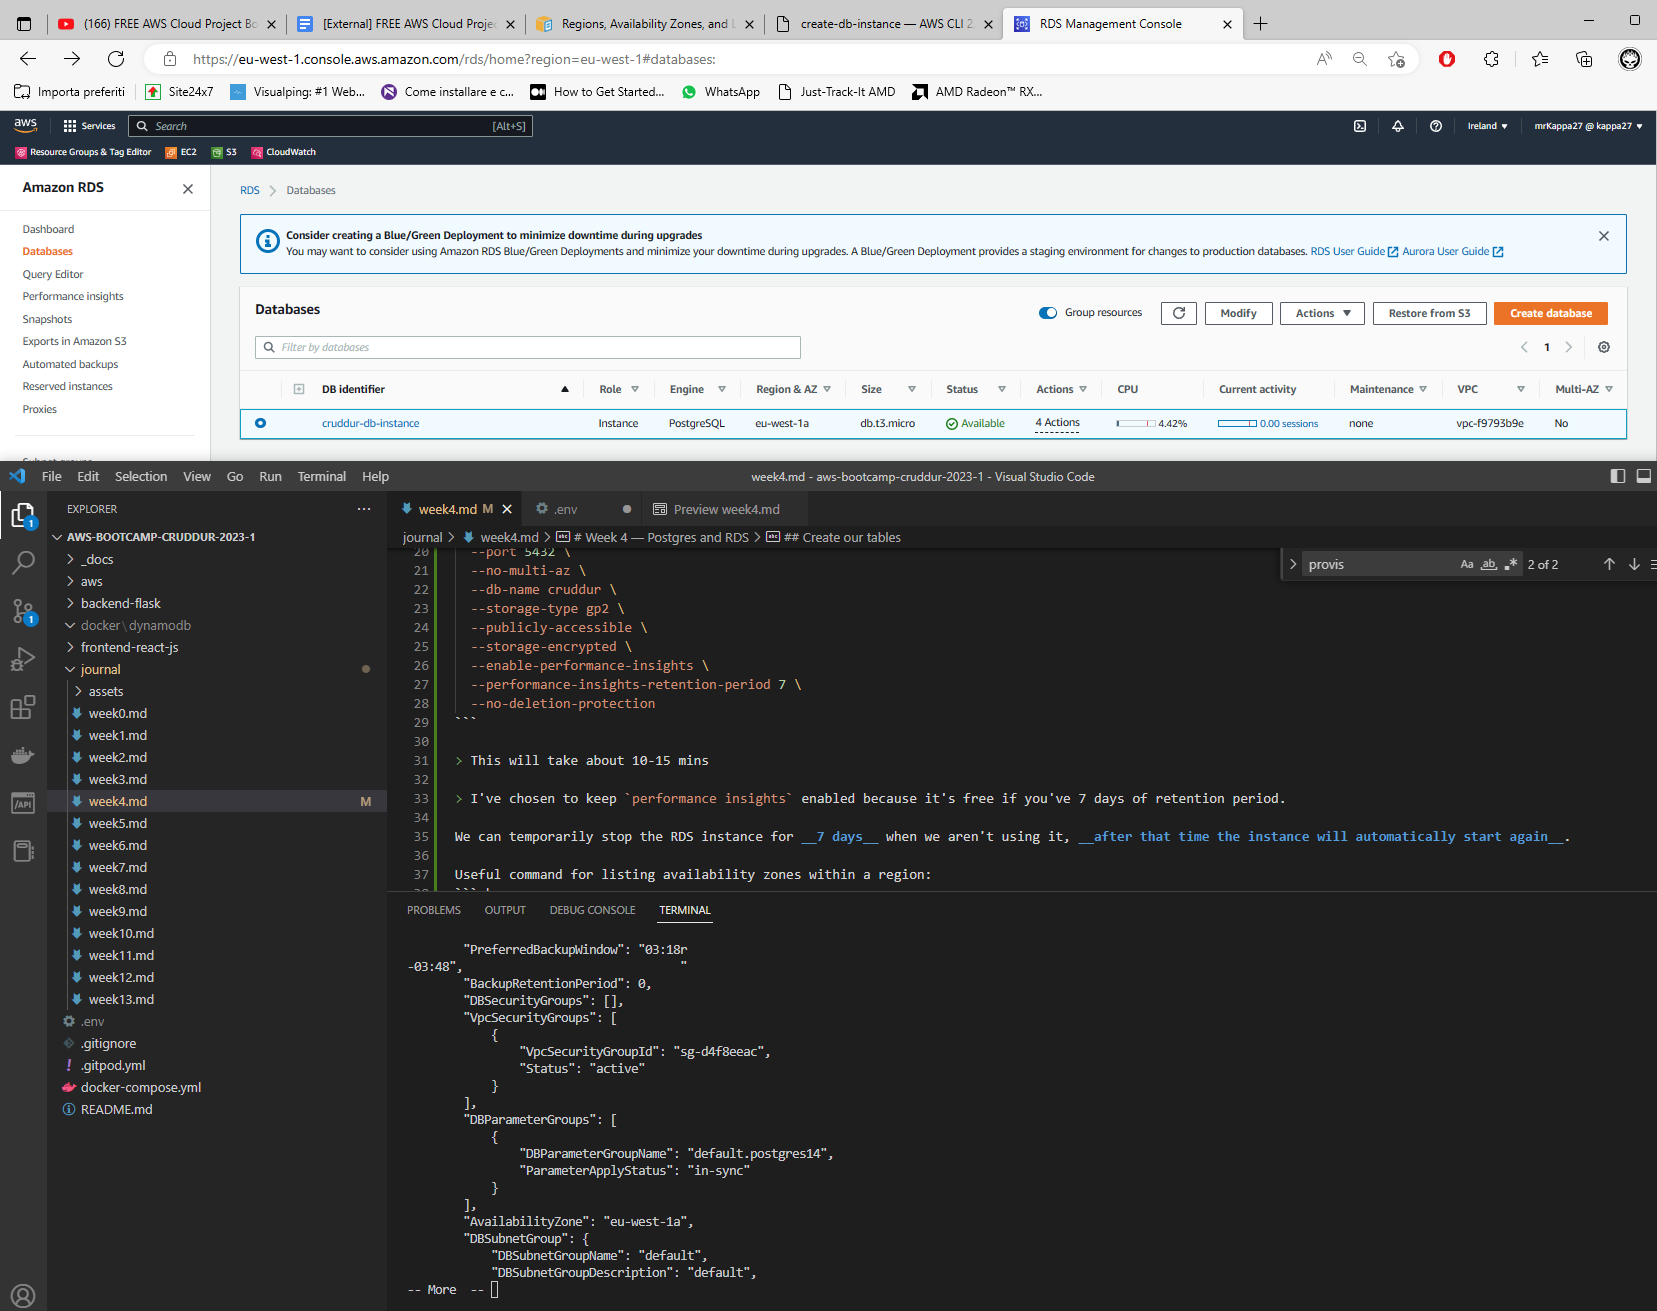 (166) FREE AWS Cloud Project Bo
[External] FREE AWS Cloud Projec
Regions, Availability Zones, and L
create-db-instance — AWS CLI 2.
RDS Management Console
https://eu-west-1.console.aws.amazon.com/rds/home?region=eu-west-1#databases:
Importa preferiti
Site24x7
Visualping: #1 Web...
Come installare e c...
How to Get Started...
WhatsApp
Just-Track-It AMD
AMD Radeon™ RX...
aws
Services
Search
[Alt+S]
Ireland ▼
mrKappa27 @ kappa27 ▼
Resource Groups & Tag Editor
EC2
S3
CloudWatch
Amazon RDS
RDS > Databases
Dashboard
Databases
Query Editor
Performance insights
Snapshots
Exports in Amazon S3
Automated backups
Reserved instances
Proxies
Subnet groups
Consider creating a Blue/Green Deployment to minimize downtime during upgrades
You may want to consider using Amazon RDS Blue/Green Deployments and minimize your downtime during upgrades. A Blue/Green Deployment provides a staging environment for changes to production databases. RDS User Guide Aurora User Guide
Databases
Group resources
Modify
Actions ▼
Restore from S3
Create database
Filter by databases
< 1 >
DB identifier ▲ Role Engine Region & AZ Size Status Actions CPU Current activity Maintenance VPC Multi-AZ
cruddur-db-instance Instance PostgreSQL eu-west-1a db.t3.micro Available 4 Actions 4.42% 0.00 sessions none vpc-f9793b9e No
File Edit Selection View Go Run Terminal Help
week4.md - aws-bootcamp-cruddur-2023-1 - Visual Studio Code
EXPLORER
AWS-BOOTCAMP-CRUDDUR-2023-1
_docs
aws
backend-flask
docker \ dynamodb
frontend-react-js
journal
assets
week0.md
week1.md
week2.md
week3.md
week4.md M
week5.md
week6.md
week7.md
week8.md
week9.md
week10.md
week11.md
week12.md
week13.md
.env
.gitignore
.gitpod.yml
docker-compose.yml
README.md
week4.md M
.env
Preview week4.md
journal > week4.md > # Week 4 — Postgres and RDS > ## Create our tables
provis
Aa ab 2 of 2
20 --port 5432 \
21 --no-multi-az \
22 --db-name cruddur \
23 --storage-type gp2 \
24 --publicly-accessible \
25 --storage-encrypted \
26 --enable-performance-insights \
27 --performance-insights-retention-period 7 \
28 --no-deletion-protection
29 ```
30
31 > This will take about 10-15 mins
32
33 > I've chosen to keep `performance insights` enabled because it's free if you've 7 days of retention period.
34
35 We can temporarily stop the RDS instance for __7 days__ when we aren't using it, __after that time the instance will automatically start again__.
36
37 Useful command for listing availability zones within a region:
PROBLEMS OUTPUT DEBUG CONSOLE TERMINAL
"PreferredBackupWindow": "03:18r
-03:48", "
"BackupRetentionPeriod": 0,
"DBSecurityGroups": [],
"VpcSecurityGroups": [
{
"VpcSecurityGroupId": "sg-d4f8eeac",
"Status": "active"
}
],
"DBParameterGroups": [
{
"DBParameterGroupName": "default.postgres14",
"ParameterApplyStatus": "in-sync"
}
],
"AvailabilityZone": "eu-west-1a",
"DBSubnetGroup": {
"DBSubnetGroupName": "default",
"DBSubnetGroupDescription": "default",
-- More --